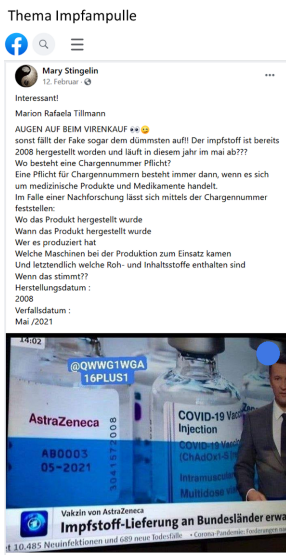 Thema Impfampulle
Mary Stingelin
12. Februar ·
Interessant!
Marion Rafaela Tillmann
AUGEN AUF BEIM VIRENKAUF 👀😉
sonst fällt der Fake sogar dem dümmsten auf!! Der impfstoff ist bereits
2008 hergestellt worden und läuft in diesem jahr im mai ab???
Wo besteht eine Chargennummer Pflicht?
Eine Pflicht für Chargennummern besteht immer dann, wenn es sich
um medizinische Produkte und Medikamente handelt.
Im Falle einer Nachforschung lässt sich mittels der Chargennummer
feststellen:
Wo das Produkt hergestellt wurde
Wann das Produkt hergestellt wurde
Wer es produziert hat
Welche Maschinen bei der Produktion zum Einsatz kamen
Und letztendlich welche Roh- und Inhaltsstoffe enthalten sind
Wenn das stimmt??
Herstellungsdatum :
2008
Verfallsdatum :
Mai /2021
14:02
@QWWG1WGA
16PLUS1
AstraZeneca
AB0003
05-2021
COVID-19 Vacc
Injection
COVID-19 Vacc
(ChAdOx1-S
Intramuscular
Multidose
Vakzin von AstraZeneca
Impfstoff-Lieferung an Bundesländer erwa
t 10.485 Neuinfektionen und 689 neue Todesfälle • Corona-Pandemie: Forderungen